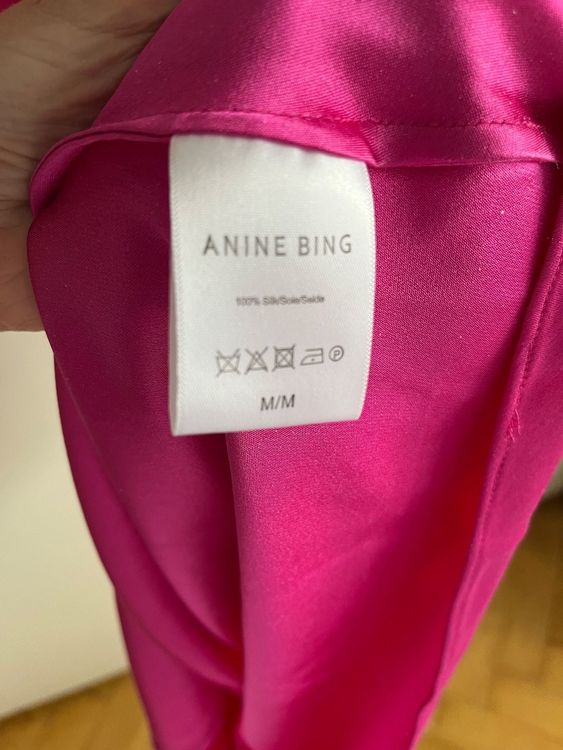 ANINE BING
100% Silk/Soie/Seide
P
M/M